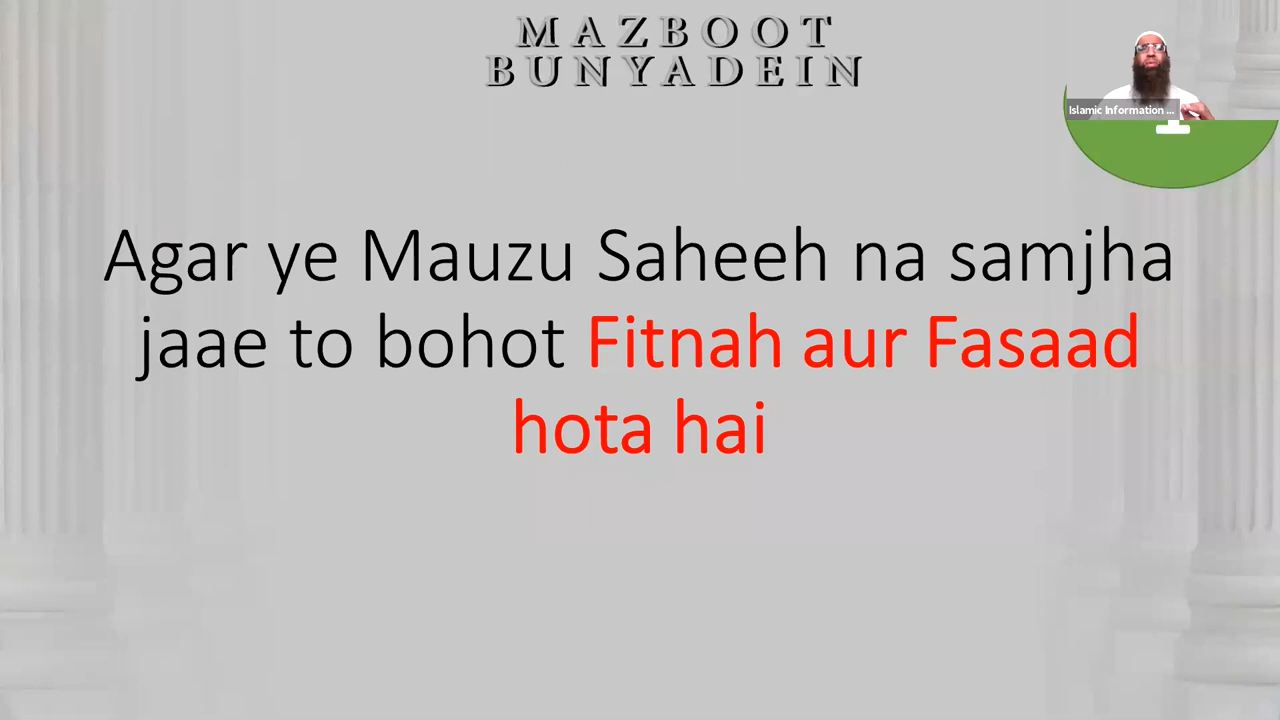 MAZBOOT
BUNYADEIN
Islamic Information ...
Agar ye Mauzu Saheeh na samjha
jaae to bohot Fitnah aur Fasaad
hota hai